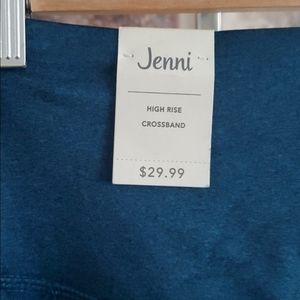 Jenni
HIGH RISE
CROSSBAND
$29.99